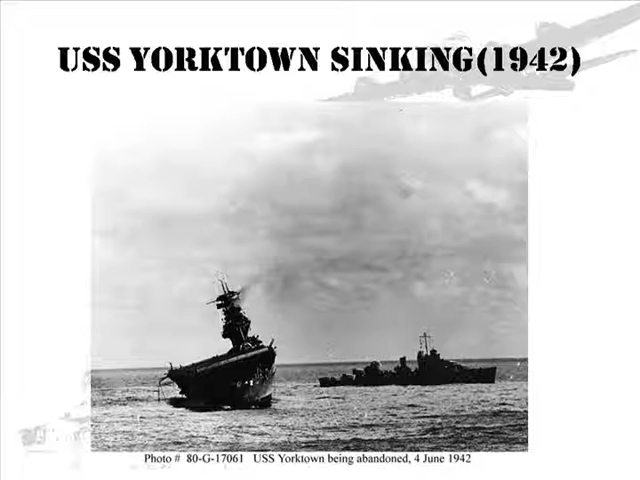 USS YORKTOWN SINKING(1942)
Photo # 80-G-17061 USS Yorktown being abandoned, 4 June 1942